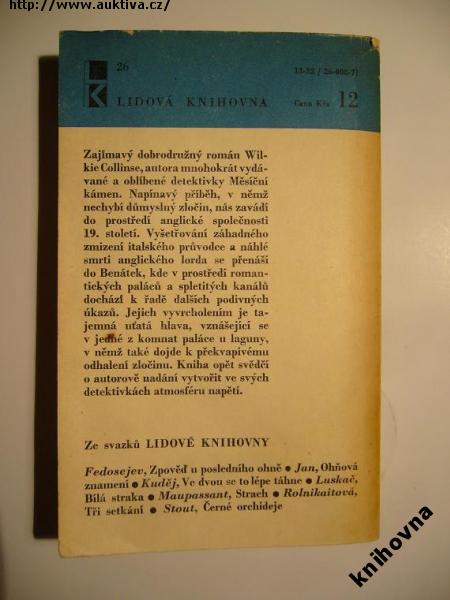 http://www.auktiva.cz/
26
13-32 / 26-008-71
K LIDOVÁ KNIHOVNA
Cena Kčs 12
Zajímavý dobrodružný román Wil-
kie Collinse, autora mnohokrát vydá-
vané a oblíbené detektivky Měsíční
kámen. Napínavý příběh, v němž
nechybí důmyslný zločin, nás zavádí
do prostředí anglické společnosti
19. století. Vyšetřování záhadného
zmizení italského průvodce a náhlé
smrti anglického lorda se přenáší
do Benátek, kde v prostředí roman-
tických paláců a spletitých kanálů
dochází k řadě dalších podivných
úkazů. Jejich vyvrcholením je ta-
jemná uťatá hlava, vznášející se
v jedné z komnat paláce u laguny,
v němž také dojde k překvapivému
odhalení zločinu. Kniha opět svědčí
o autorově nadání vytvořit ve svých
detektivkách atmosféru napětí.
Ze svazků LIDOVÉ KNIHOVNY
Fedosejev, Zpověď u posledního ohně ● Jan, Ohňová
znamení ● Kuděj, Ve dvou se to lépe táhne ● Luskač,
Bílá straka ● Maupassant, Strach ● Rolnikaitová,
Tři setkání ● Stout, Černé orchideje
knihovna